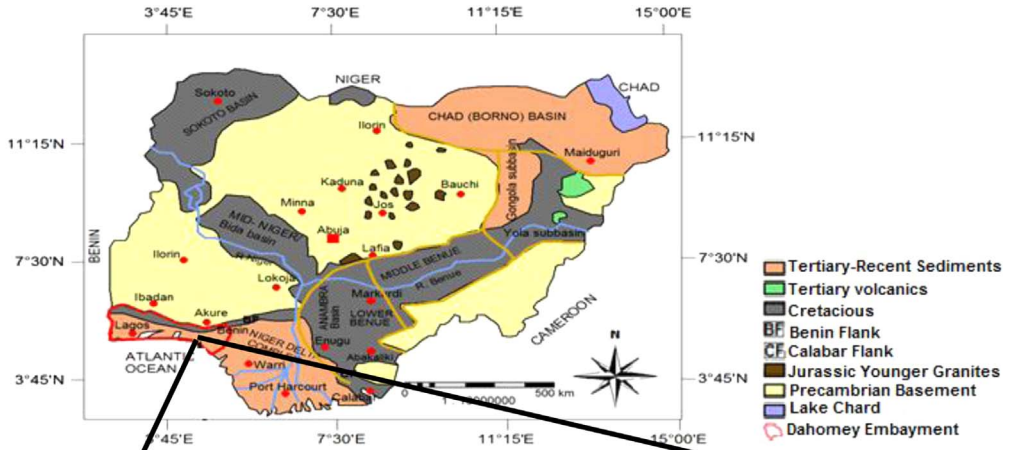 3°45'E 7°30'E 11°15'E 15°00'E
NIGER
CHAD
Sokoto
SOKOTO BASIN
CHAD (BORNO) BASIN
Ilorin
11°15'N
11°15'N
Maiduguri
Gongola subbasin
Kaduna
Bauchi
Minna
Jos
MID- NIGER/
Bida basin
Abuja
Yola subbasin
BENIN
Lafia
R.Niger
MIDDLE BENUE
7°30'N
7°30'N
Ilorin
R. Benue
Lokoja
Makurdi
Ibadan
ANAMBRA
Basin
LOWER
BENUE
Akure
BF
Lagos
Benin
CAMEROON
NIGER DELTA
Enugu
Abakaliki
N
ATLANTIC
OCEAN
Warri
3°45'N
3°45'N
Port Harcourt
Calabar
0
500 km
3°45'E 7°30'E 11°15'E 15°00'E
Tertiary-Recent Sediments
Tertiary volcanics
Cretacious
BF Benin Flank
CF Calabar Flank
Jurassic Younger Granites
Precambrian Basement
Lake Chard
Dahomey Embayment